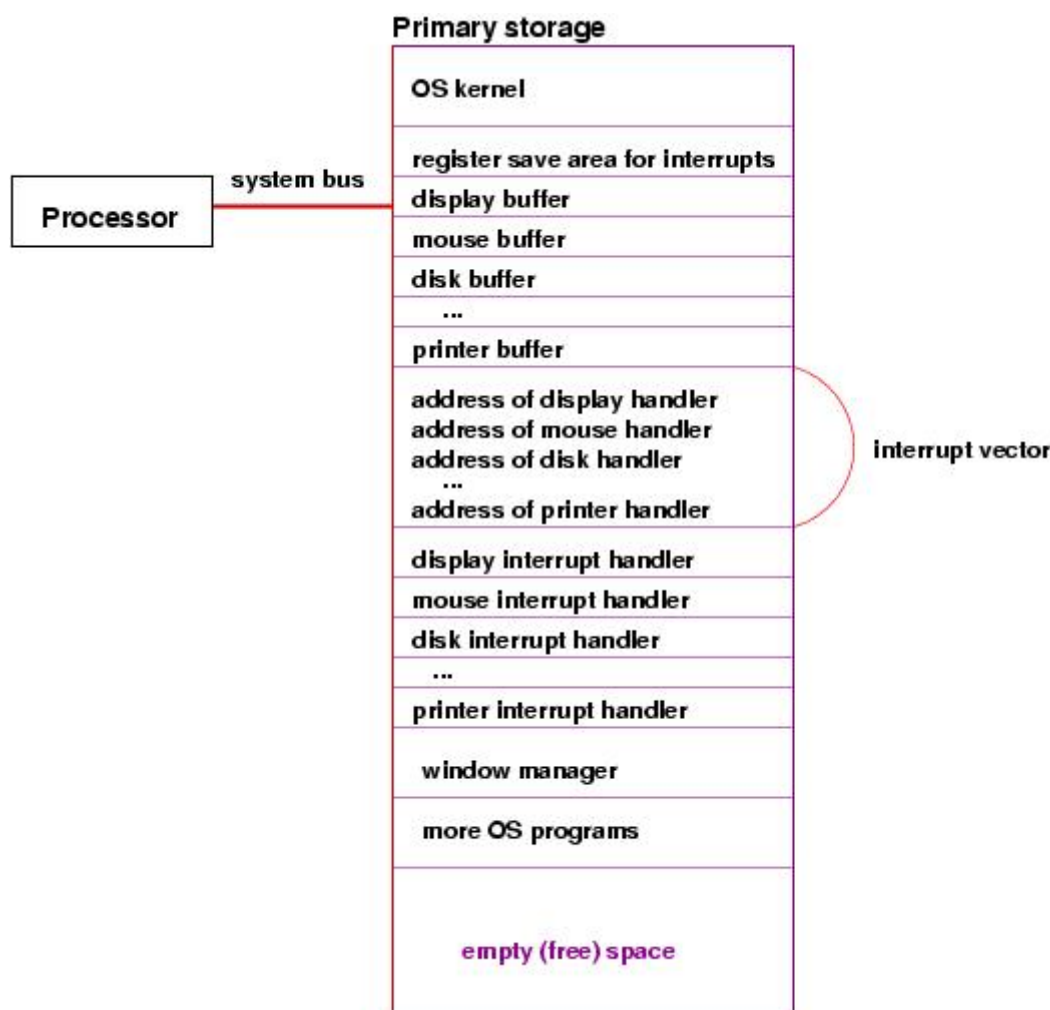 Primary storage
OS kernel
register save area for interrupts
system bus
Processor
display buffer
mouse buffer
disk buffer
...
printer buffer
address of display handler
address of mouse handler
address of disk handler
...
address of printer handler
interrupt vector
display interrupt handler
mouse interrupt handler
disk interrupt handler
...
printer interrupt handler
window manager
more OS programs
empty (free) space